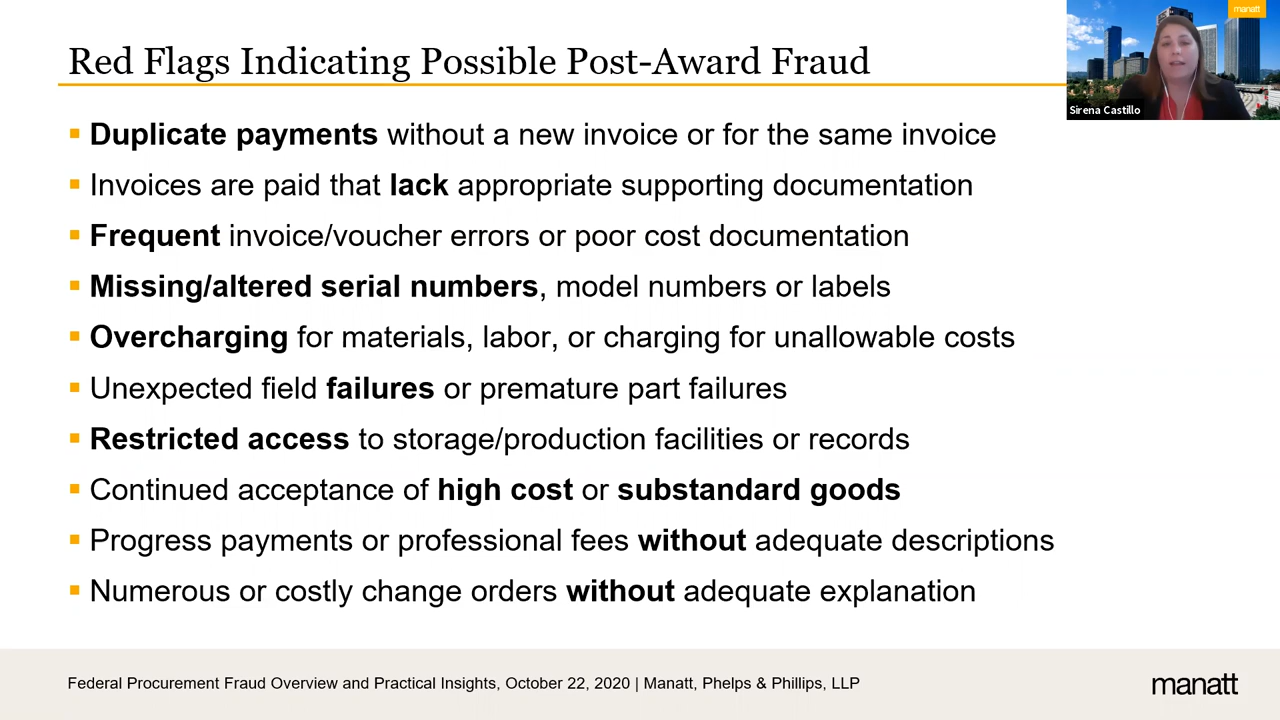 manatt
Red Flags Indicating Possible Post-Award Fraud
Sirena Castillo
▪ Duplicate payments without a new invoice or for the same invoice
▪ Invoices are paid that lack appropriate supporting documentation
▪ Frequent invoice/voucher errors or poor cost documentation
▪ Missing/altered serial numbers, model numbers or labels
▪ Overcharging for materials, labor, or charging for unallowable costs
▪ Unexpected field failures or premature part failures
▪ Restricted access to storage/production facilities or records
▪ Continued acceptance of high cost or substandard goods
▪ Progress payments or professional fees without adequate descriptions
▪ Numerous or costly change orders without adequate explanation
Federal Procurement Fraud Overview and Practical Insights, October 22, 2020 | Manatt, Phelps & Phillips, LLP
manatt